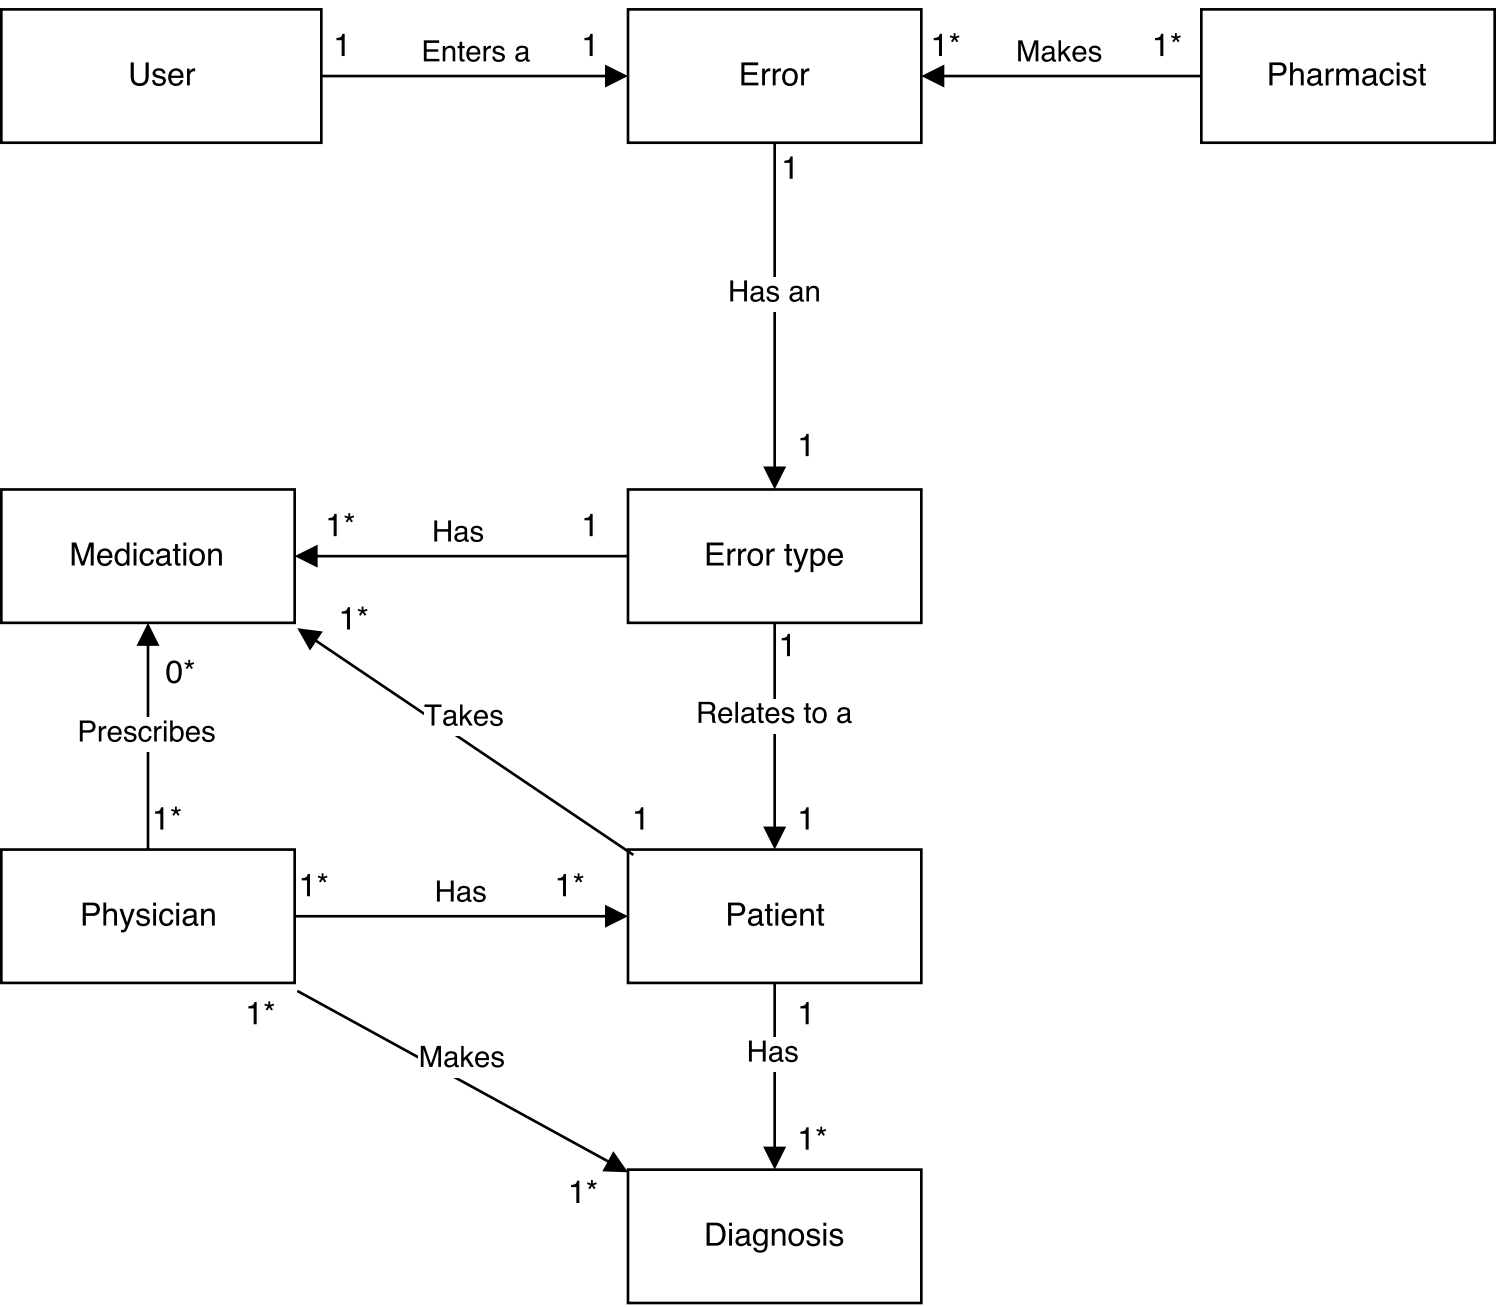 User
1
Enters a
1
Error
1*
Makes
1*
Pharmacist
1
Has an
1
Medication
1*
Has
1
Error type
1*
1
0*
Prescribes
Takes
Relates to a
1*
1
1
Physician
1*
Has
1*
Patient
1*
1
Makes
Has
1*
1*
Diagnosis